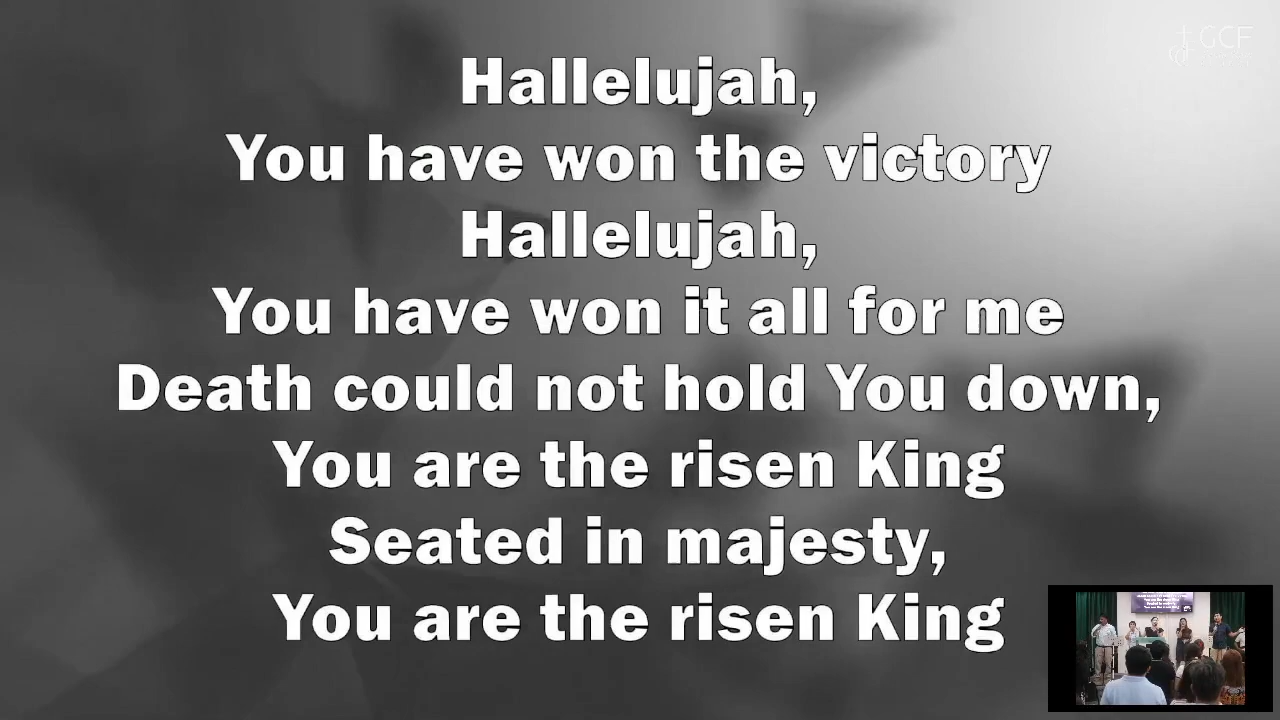 GCF
Hallelujah,
You have won the victory
Hallelujah,
You have won it all for me
Death could not hold You down,
You are the risen King
Seated in majesty,
You are the risen King